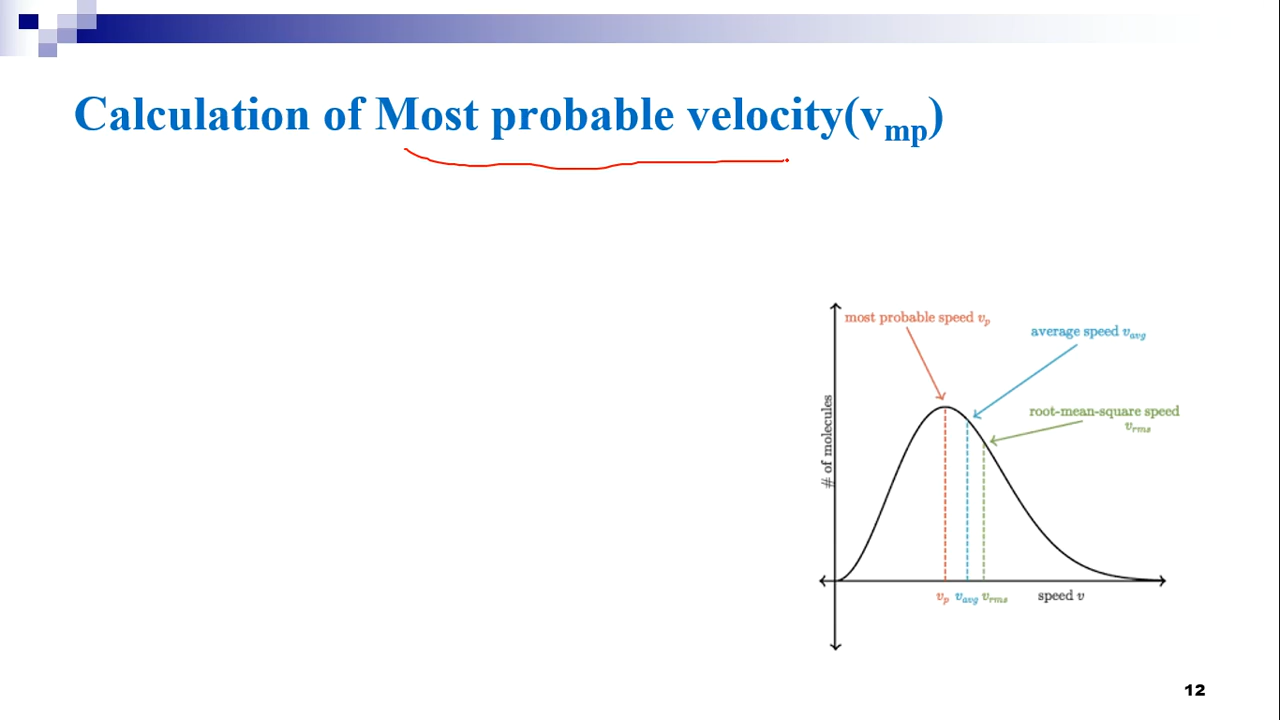 Calculation of Most probable velocity(vmp)
most probable speed vp
average speed vavg
root-mean-square speed
vrms
# of molecules
vp vavg vrms speed v
12